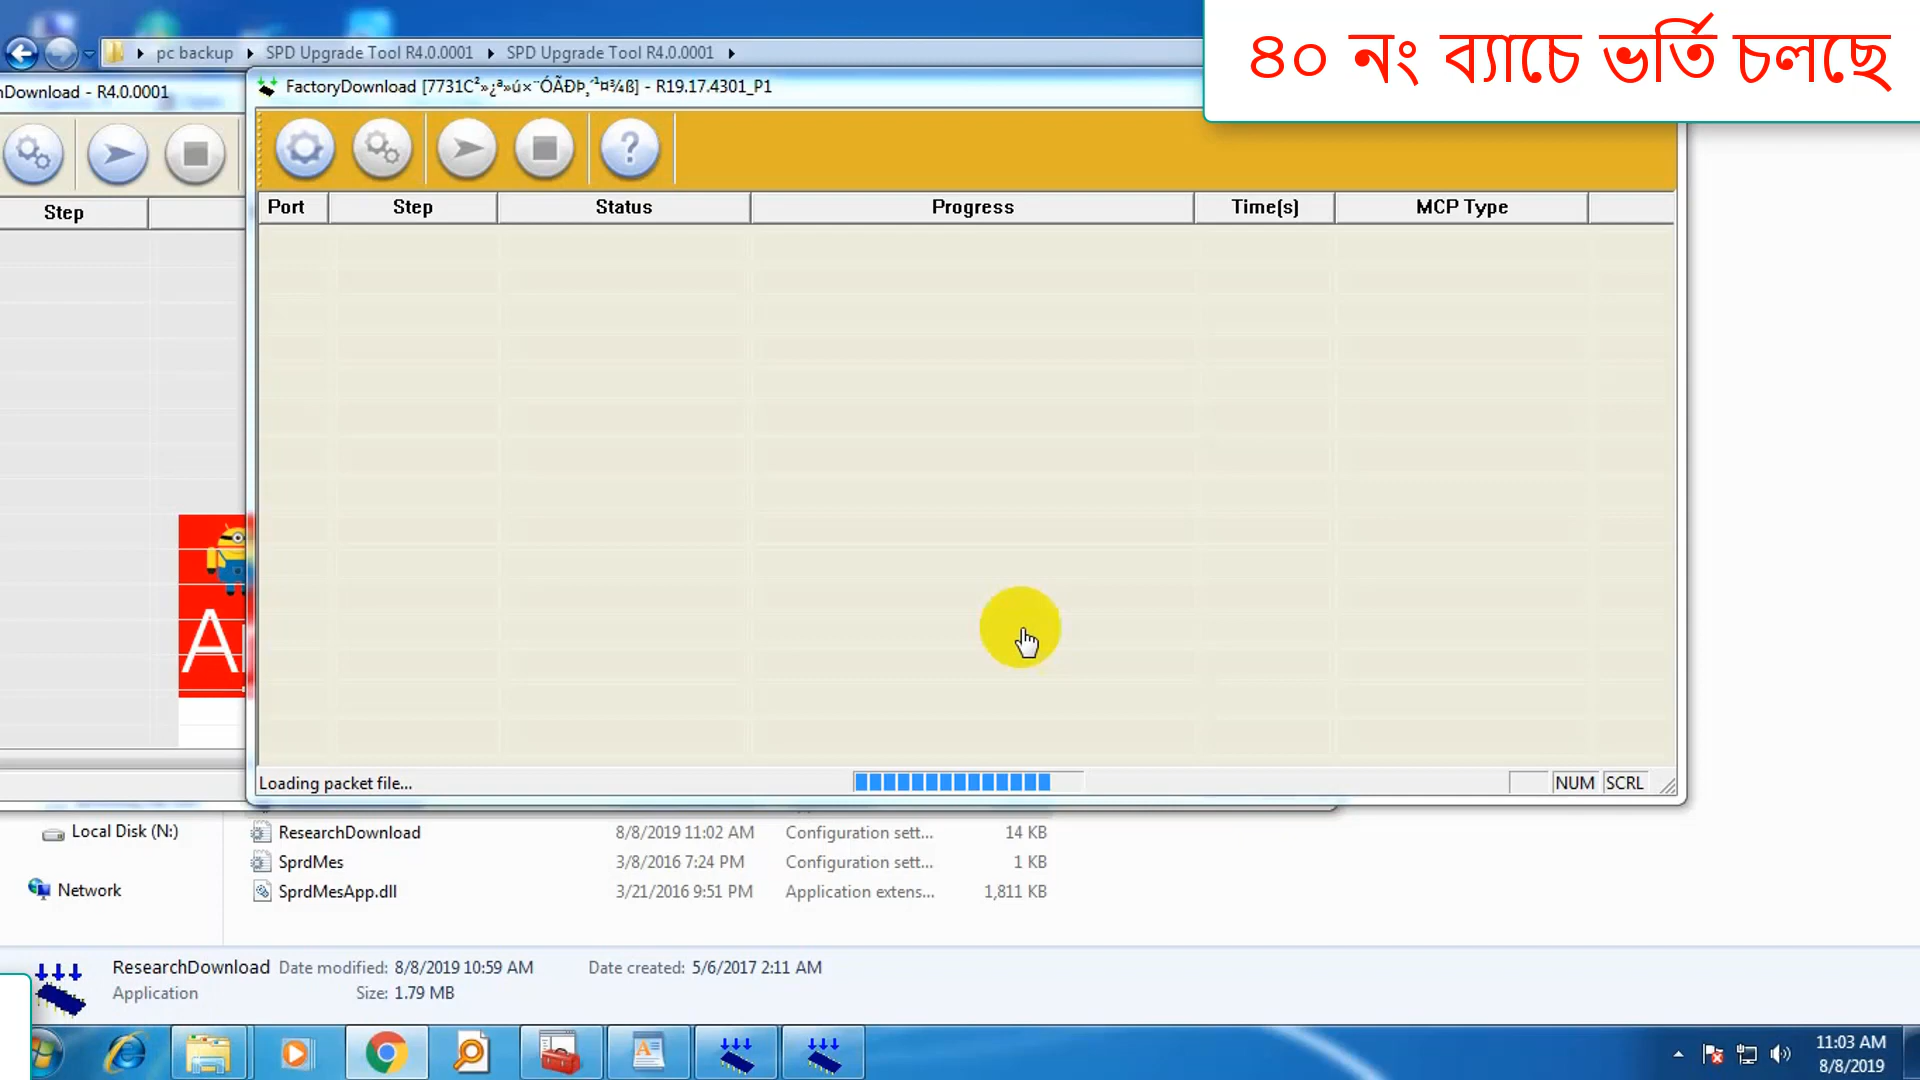 ৪০ নং ব্যাচে ভর্তি চলছে
pc backup
SPD Upgrade Tool R4.0.0001
SPD Upgrade Tool R4.0.0001
Download - R4.0.0001
FactoryDownload [7731C²»¿ª»ú×¨ÓÃÐÞ¸´¹¤¾ß] - R19.17.4301_P1
Step
Port
Step
Status
Progress
Time(s)
MCP Type
Loading packet file...
NUM
SCRL
Local Disk (N:)
Network
ResearchDownload 8/8/2019 11:02 AM Configuration sett... 14 KB
SprdMes 3/8/2016 7:24 PM Configuration sett... 1 KB
SprdMesApp.dll 3/21/2016 9:51 PM Application extens... 1,811 KB
ResearchDownload Date modified: 8/8/2019 10:59 AM Date created: 5/6/2017 2:11 AM
Application Size: 1.79 MB
11:03 AM
8/8/2019